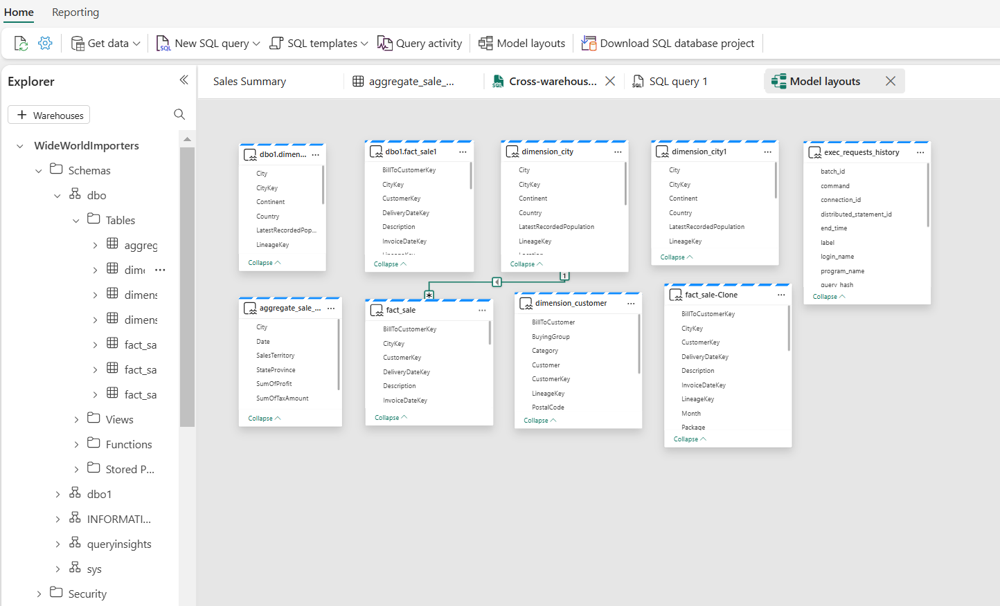 Home Reporting
Get data New SQL query SQL templates Query activity Model layouts Download SQL database project
Explorer
Warehouses
WideWorldImporters
Schemas
dbo
Tables
aggreg
dime
dimens
dimens
fact_sa
fact_sa
fact_sa
Views
Functions
Stored P...
dbo1
INFORMATI...
queryinsights
sys
Security
Sales Summary aggregate_sale_... Cross-warehous... SQL query 1 Model layouts
dbo1.dimen...
City
CityKey
Continent
Country
LatestRecordedPop...
LineageKey
Collapse
dbo1.fact_sale1
BillToCustomerKey
CityKey
CustomerKey
DeliveryDateKey
Description
InvoiceDateKey
LineageKey
Collapse
dimension_city
City
CityKey
Continent
Country
LatestRecordedPopulation
LineageKey
Location
Collapse
dimension_city1
City
CityKey
Continent
Country
LatestRecordedPopulation
LineageKey
Collapse
exec_requests_history
batch_id
command
connection_id
distributed_statement_id
end_time
label
login_name
program_name
query_hash
Collapse
1
*
aggregate_sale_...
City
Date
SalesTerritory
StateProvince
SumOfProfit
SumOfTaxAmount
Collapse
fact_sale
BillToCustomerKey
CityKey
CustomerKey
DeliveryDateKey
Description
InvoiceDateKey
Collapse
dimension_customer
BillToCustomer
BuyingGroup
Category
Customer
CustomerKey
LineageKey
PostalCode
Collapse
fact_sale-Clone
BillToCustomerKey
CityKey
CustomerKey
DeliveryDateKey
Description
InvoiceDateKey
LineageKey
Month
Package
Collapse